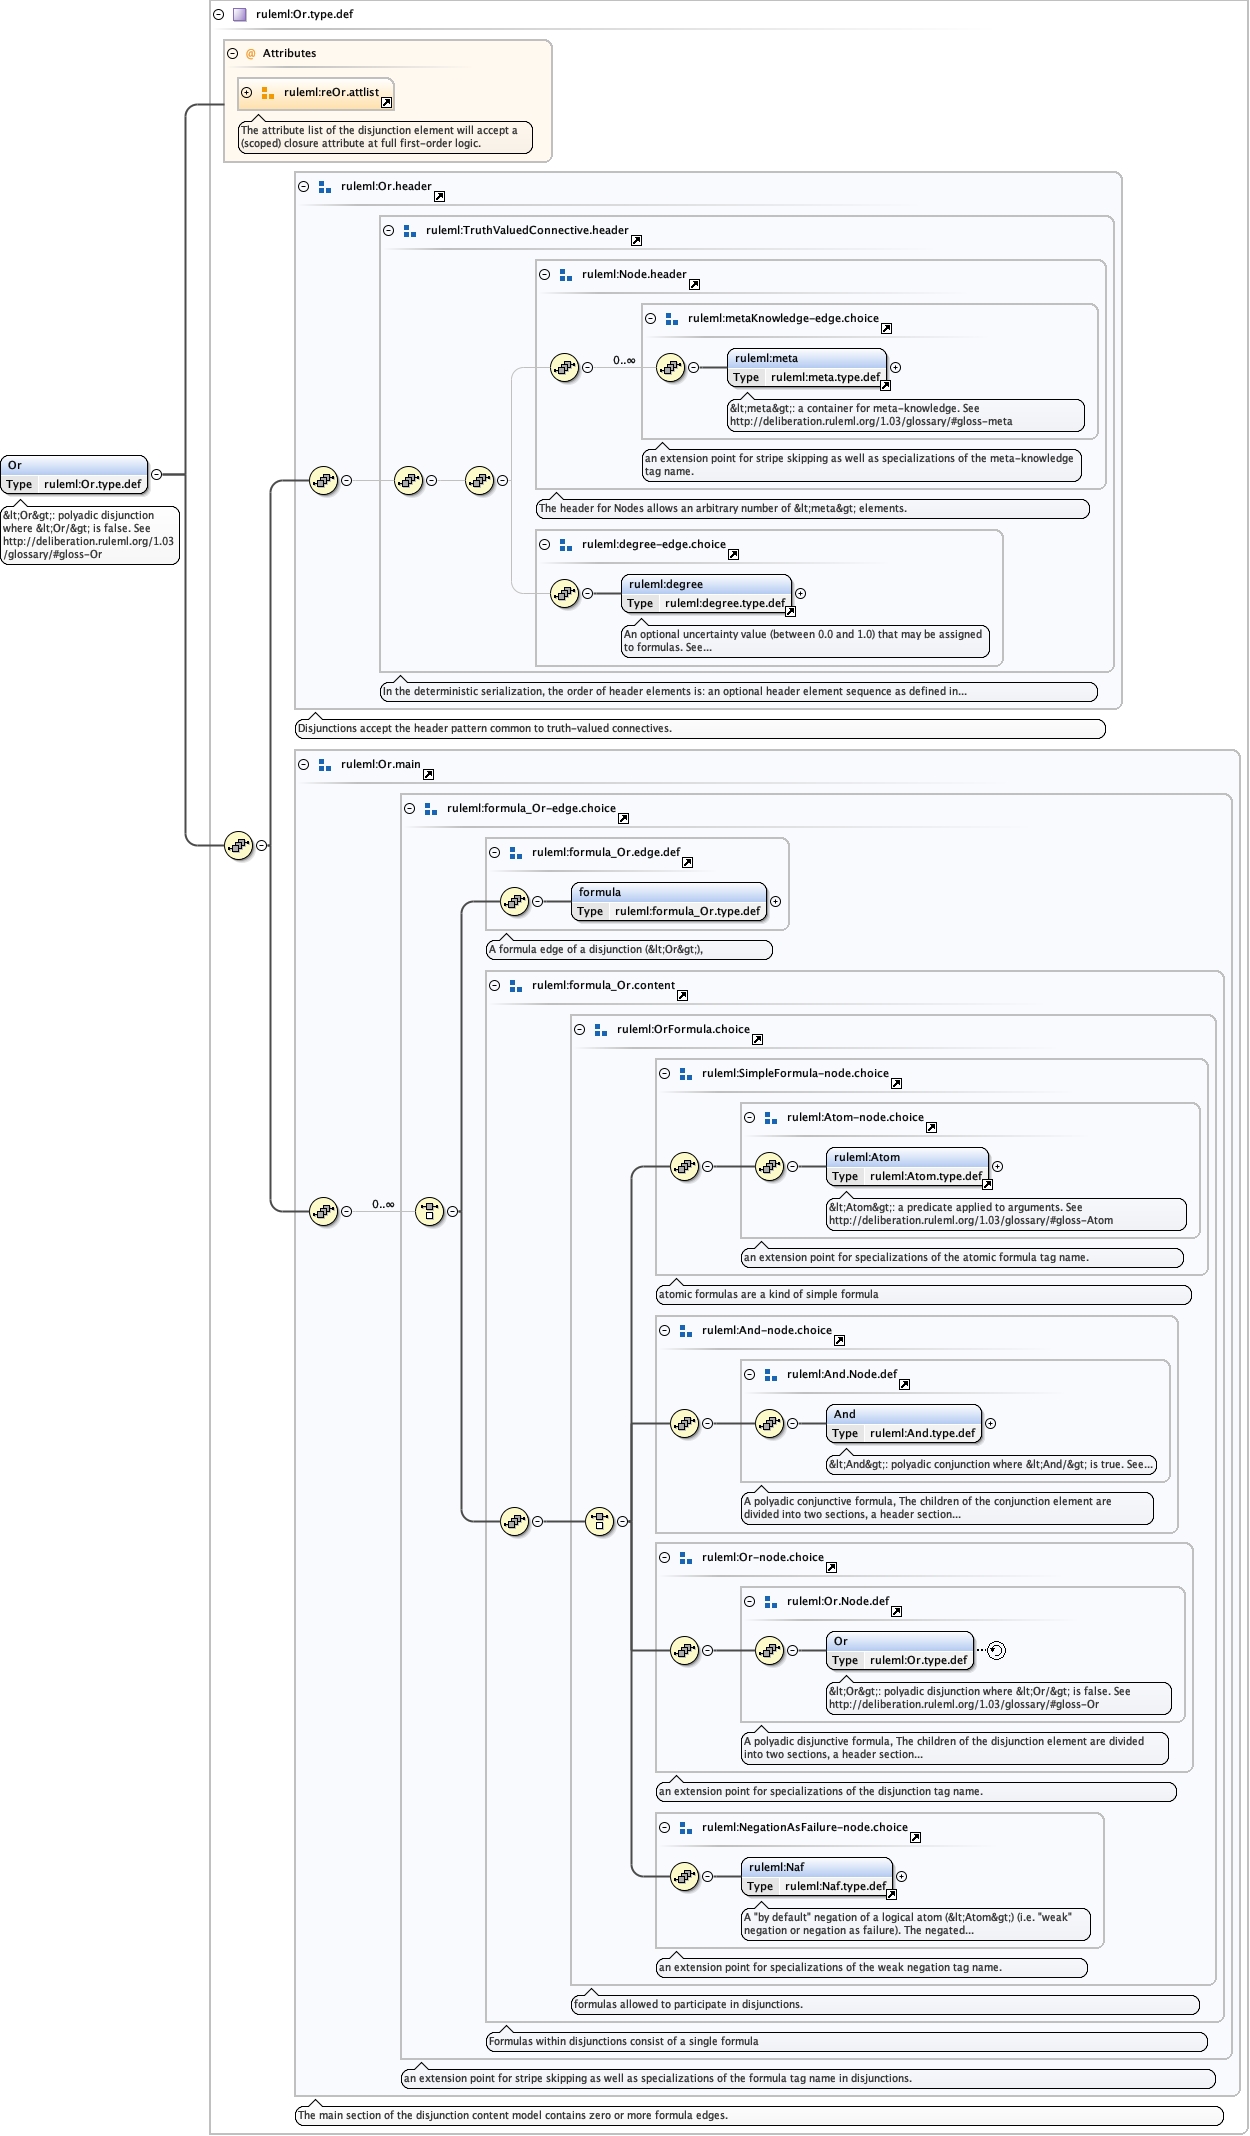 ruleml:Or.type.def
@ Attributes
ruleml:reOr.attlist
The attribute list of the disjunction element will accept a
(scoped) closure attribute at full first-order logic.
ruleml:Or.header
ruleml:TruthValuedConnective.header
ruleml:Node.header
ruleml:metaKnowledge-edge.choice
0..∞
ruleml:meta
Type ruleml:meta.type.def
&lt;meta&gt;: a container for meta-knowledge. See
http://deliberation.ruleml.org/1.03/glossary/#gloss-meta
an extension point for stripe skipping as well as specializations of the meta-knowledge
tag name.
The header for Nodes allows an arbitrary number of &lt;meta&gt; elements.
Or
Type ruleml:Or.type.def
&lt;Or&gt;: polyadic disjunction
where &lt;Or/&gt; is false. See
http://deliberation.ruleml.org/1.03
/glossary/#gloss-Or
ruleml:degree-edge.choice
ruleml:degree
Type ruleml:degree.type.def
An optional uncertainty value (between 0.0 and 1.0) that may be assigned
to formulas. See...
In the deterministic serialization, the order of header elements is: an optional header element sequence as defined in...
Disjunctions accept the header pattern common to truth-valued connectives.
ruleml:Or.main
ruleml:formula_Or-edge.choice
ruleml:formula_Or.edge.def
formula
Type ruleml:formula_Or.type.def
A formula edge of a disjunction (&lt;Or&gt;),
ruleml:formula_Or.content
ruleml:OrFormula.choice
ruleml:SimpleFormula-node.choice
ruleml:Atom-node.choice
ruleml:Atom
Type ruleml:Atom.type.def
0..∞
&lt;Atom&gt;: a predicate applied to arguments. See
http://deliberation.ruleml.org/1.03/glossary/#gloss-Atom
an extension point for specializations of the atomic formula tag name.
atomic formulas are a kind of simple formula
ruleml:And-node.choice
ruleml:And.Node.def
And
Type ruleml:And.type.def
&lt;And&gt;: polyadic conjunction where &lt;And/&gt; is true. See...
A polyadic conjunctive formula, The children of the conjunction element are
divided into two sections, a header section...
ruleml:Or-node.choice
ruleml:Or.Node.def
Or
Type ruleml:Or.type.def
&lt;Or&gt;: polyadic disjunction where &lt;Or/&gt; is false. See
http://deliberation.ruleml.org/1.03/glossary/#gloss-Or
A polyadic disjunctive formula, The children of the disjunction element are divided
into two sections, a header section...
an extension point for specializations of the disjunction tag name.
ruleml:NegationAsFailure-node.choice
ruleml:Naf
Type ruleml:Naf.type.def
A "by default" negation of a logical atom (&lt;Atom&gt;) (i.e. "weak"
negation or negation as failure). The negated...
an extension point for specializations of the weak negation tag name.
formulas allowed to participate in disjunctions.
Formulas within disjunctions consist of a single formula
an extension point for stripe skipping as well as specializations of the formula tag name in disjunctions.
The main section of the disjunction content model contains zero or more formula edges.